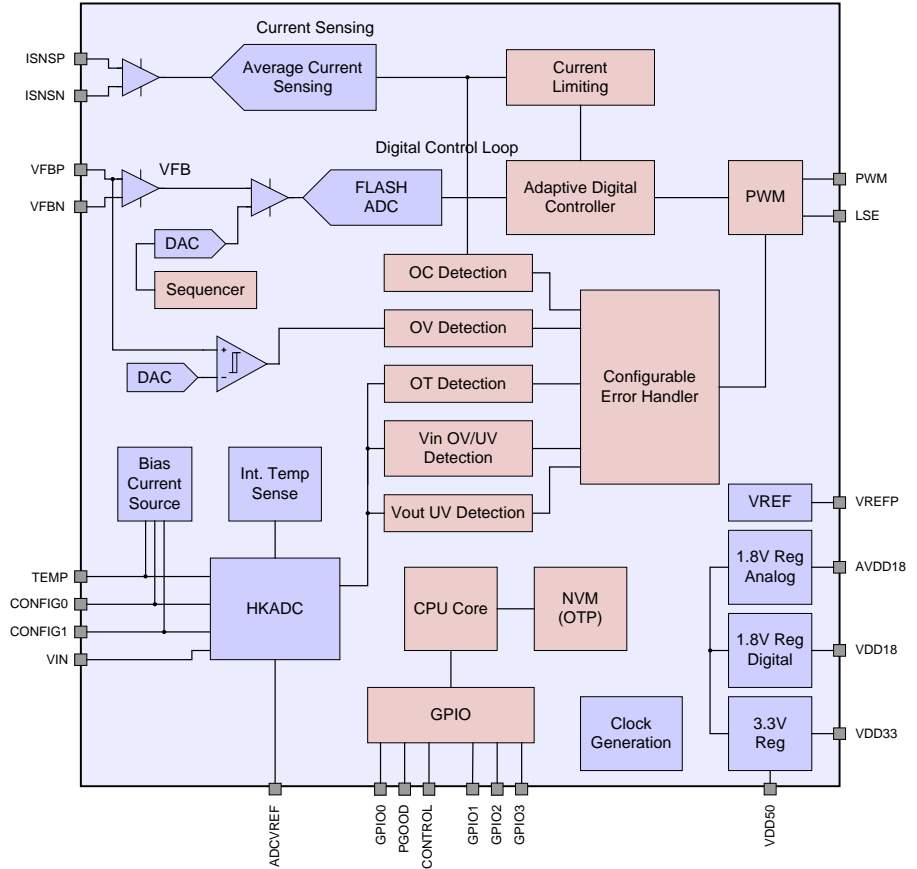 Current Sensing
ISNSP
ISNSN
Average Current
Sensing
Current
Limiting
Digital Control Loop
VFBP
VFBN
VFB
FLASH
ADC
Adaptive Digital
Controller
PWM
PWM
LSE
DAC
Sequencer
OC Detection
OV Detection
+
−
DAC
OT Detection
Configurable
Error Handler
Vin OV/UV
Detection
Vout UV Detection
Bias
Current
Source
Int. Temp
Sense
VREF
VREFP
1.8V Reg
Analog
AVDD18
TEMP
CONFIG0
CONFIG1
VIN
HKADC
CPU Core
NVM
(OTP)
1.8V Reg
Digital
VDD18
GPIO
Clock
Generation
3.3V
Reg
VDD33
ADCVREF
GPIO0
PGOOD
CONTROL
GPIO1
GPIO2
GPIO3
VDD50